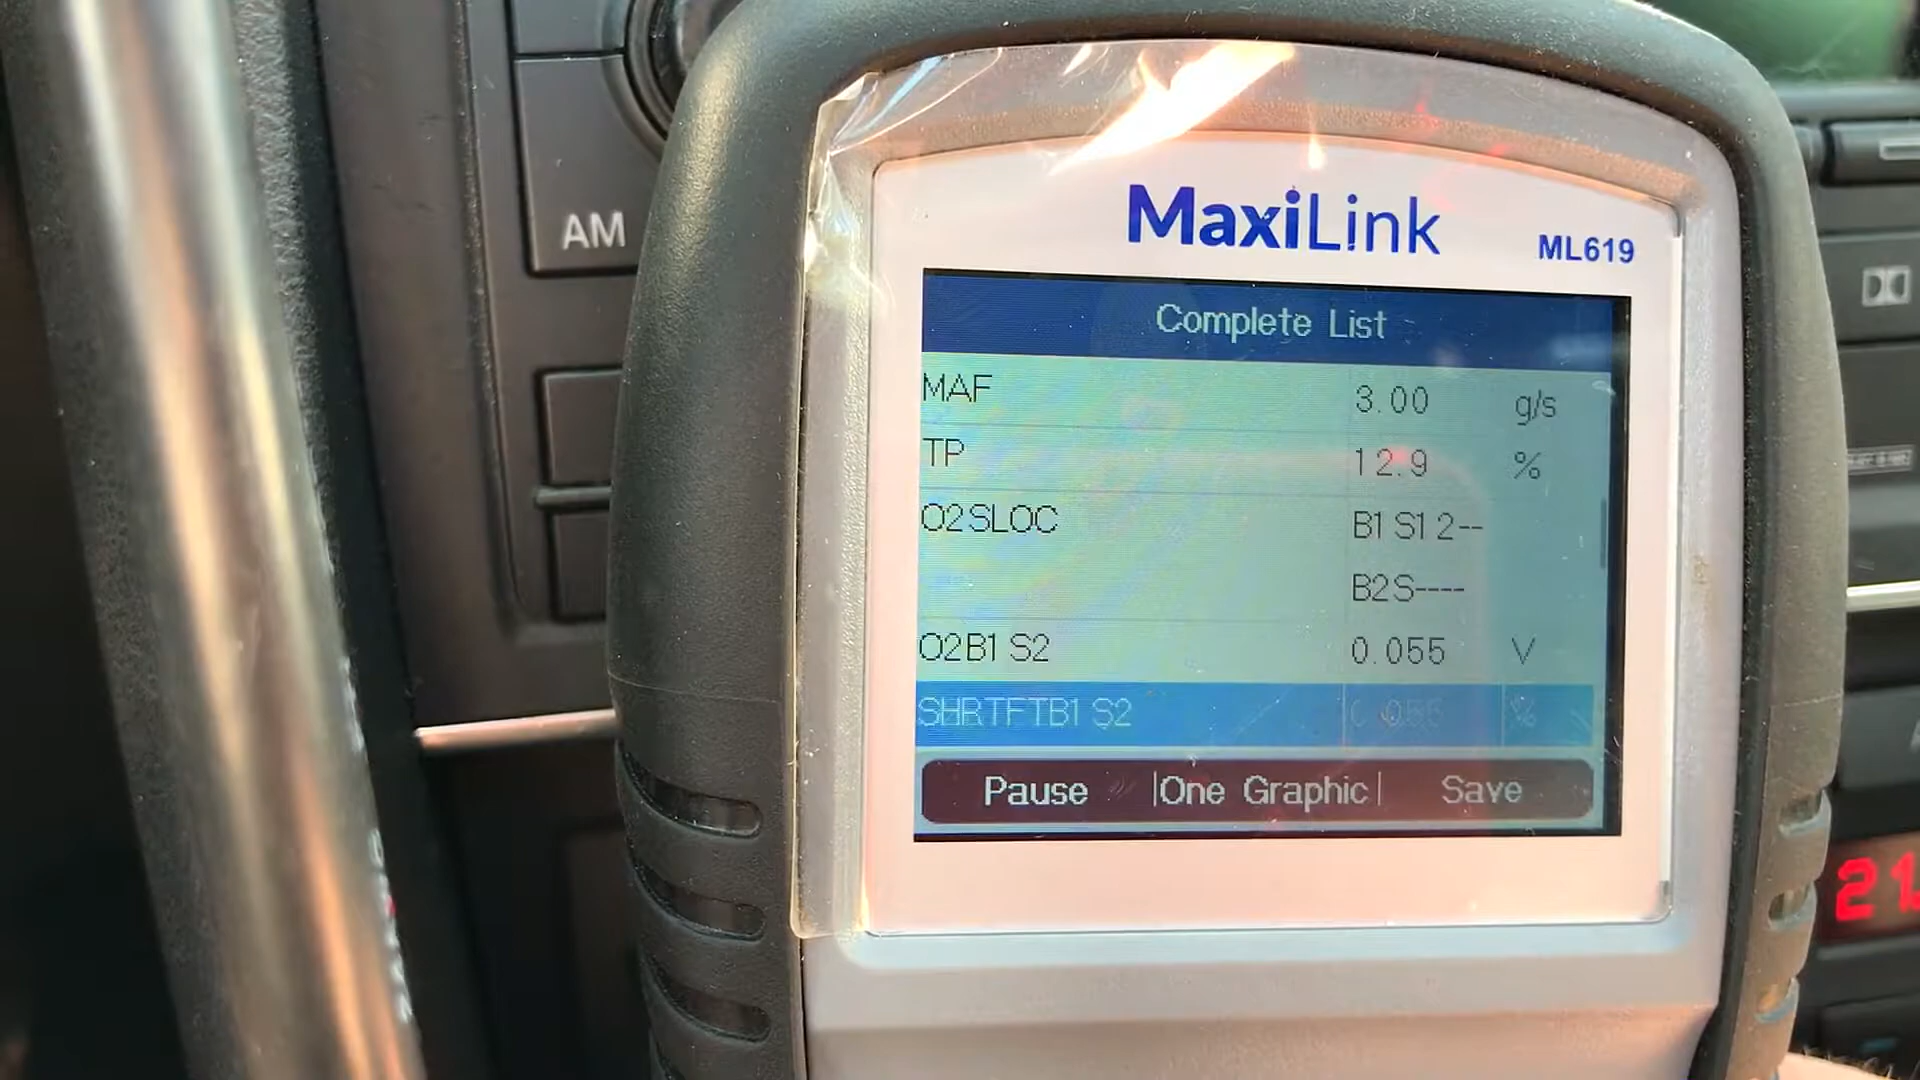 AM
MaxiLink
ML619
Complete List
MAF 3.00 g/s
TP 12.9 %
O2SLOC B1 S1 2--
B2S----
O2B1 S2 0.055 V
SHRTFTB1 S2 %
Pause |One Graphic| Save
21.